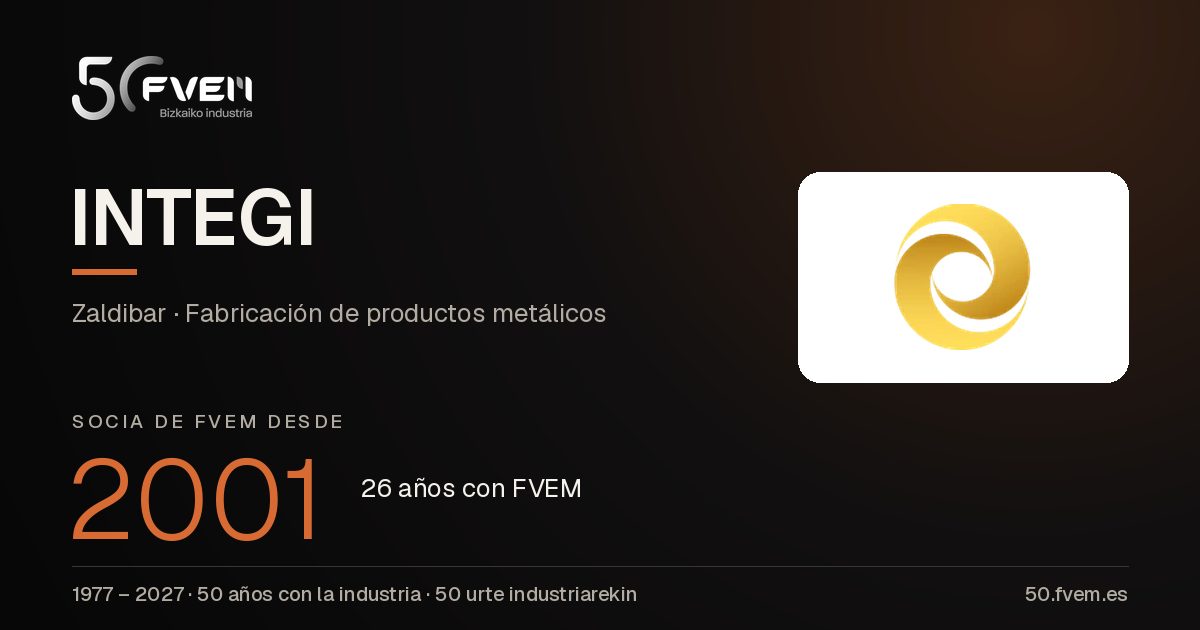 50 FVEM
Bizkaiko industria
INTEGI
Zaldibar · Fabricación de productos metálicos
SOCIA DE FVEM DESDE
2001
26 años con FVEM
1977 – 2027 · 50 años con la industria · 50 urte industriarekin
50.fvem.es